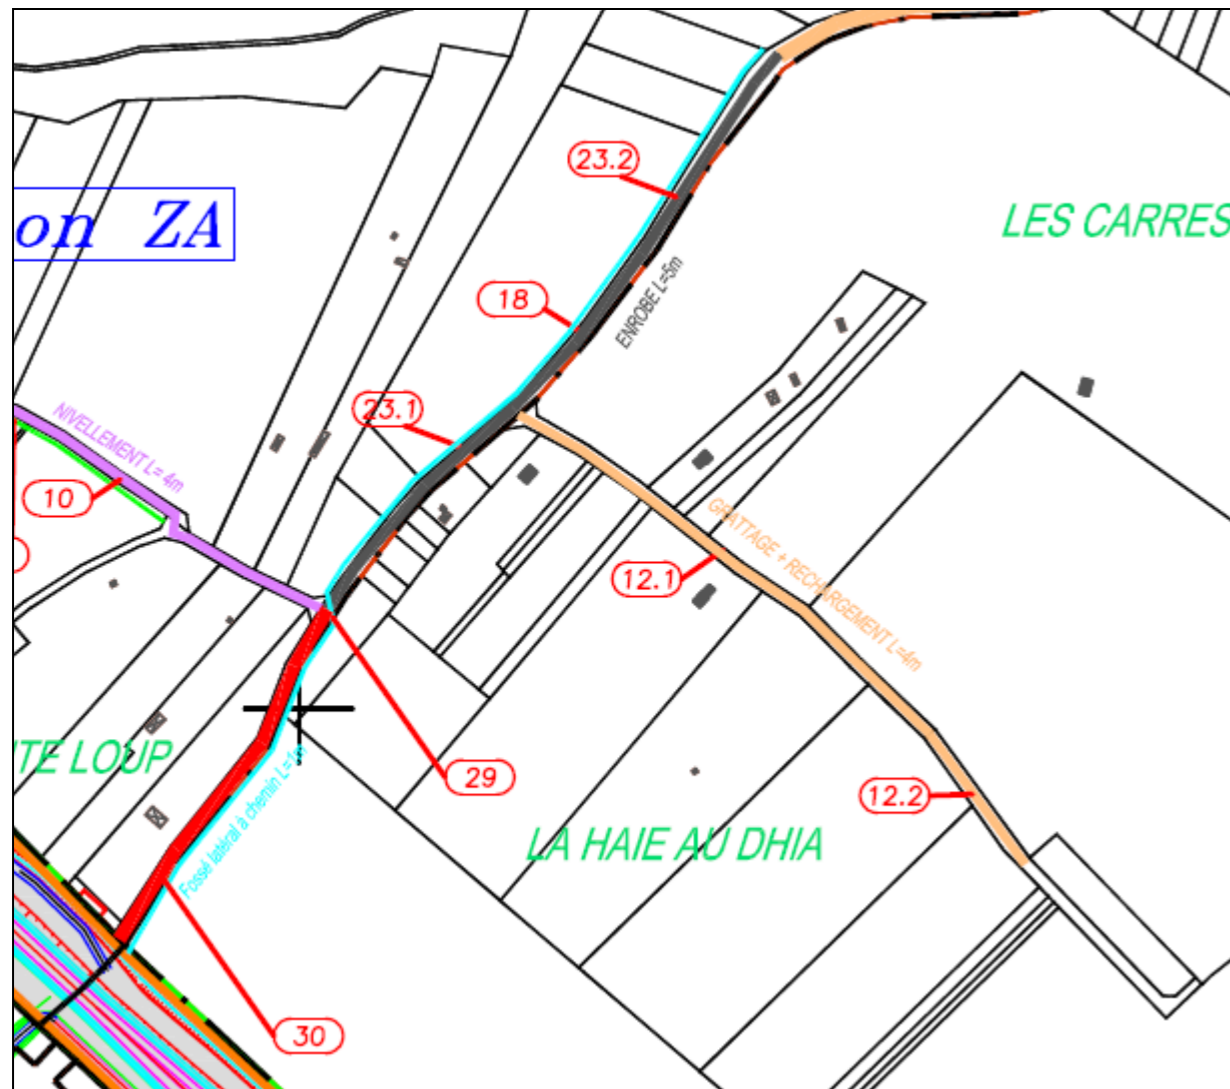 23.2
LES CARRES
on ZA
18
ENROBE L=5m
23.1
NIVELLEMENT L= 4m
10
GRATTAGE + RECHARGEMENT L=4m
12.1
29
TE LOUP
12.2
LA HAIE AU DHIA
Fossé latéral à chemin L=1m
30